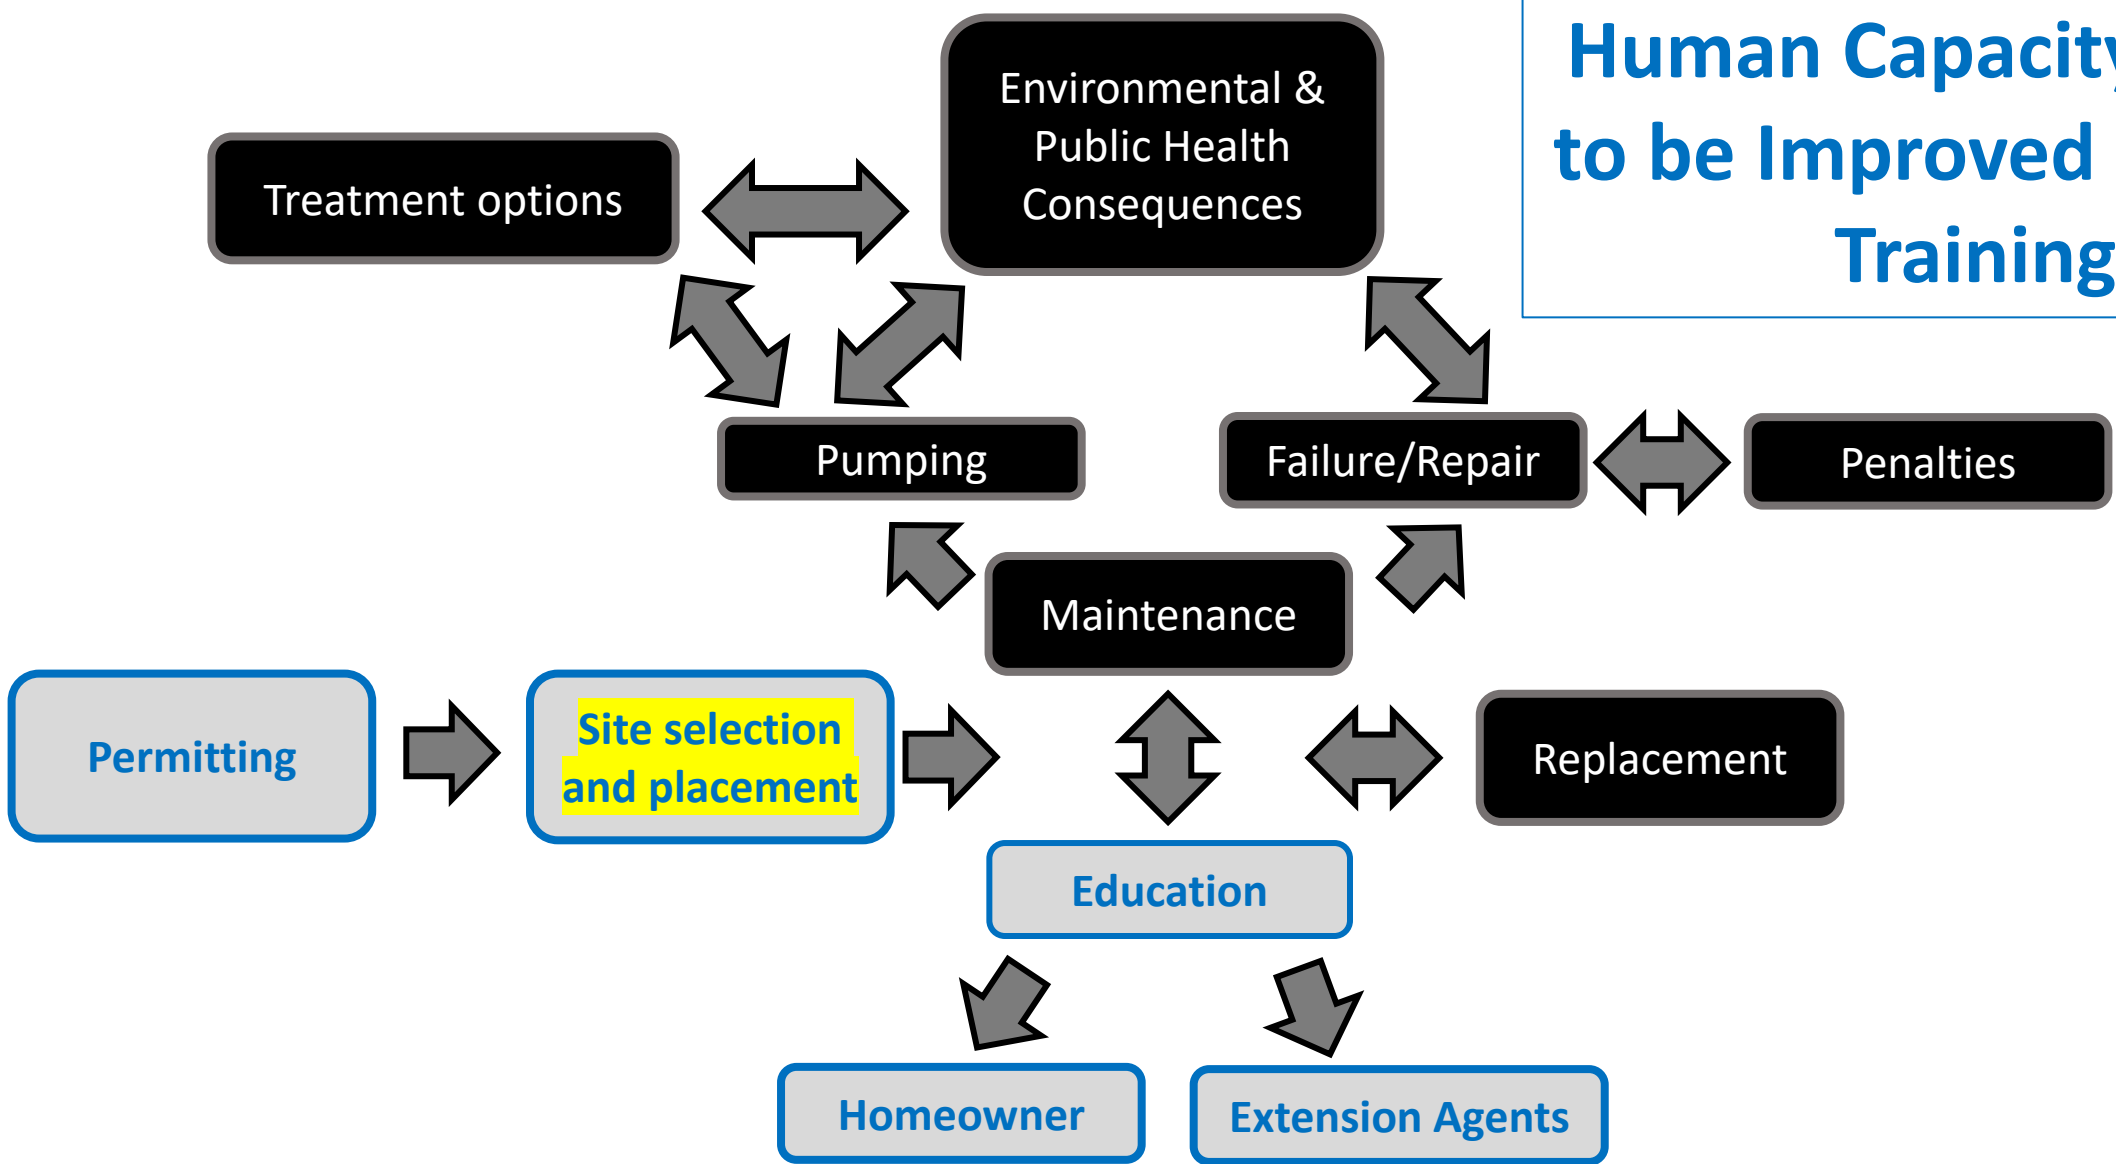 Human Capacity
to be Improved
Training
Environmental &
Public Health
Consequences
Treatment options
Pumping
Failure/Repair
Penalties
Maintenance
Permitting
Site selection
and placement
Replacement
Education
Homeowner
Extension Agents